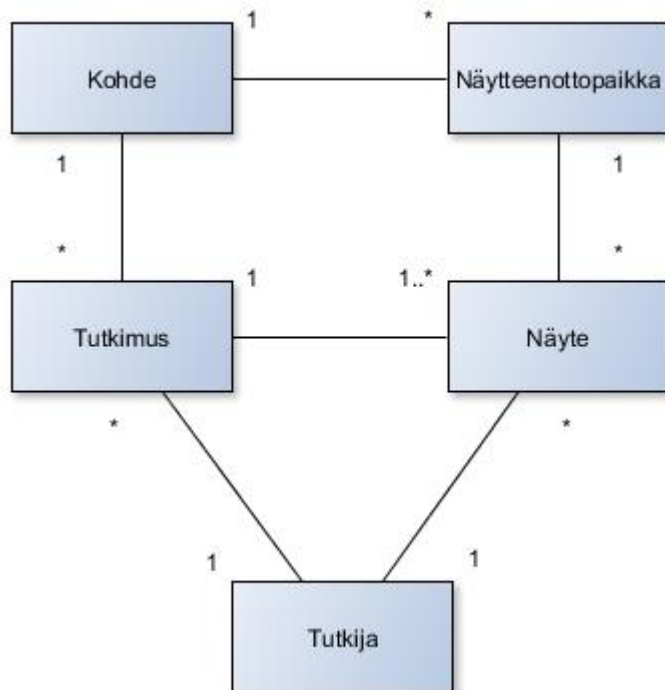 1
*
Kohde
Näytteenottopaikka
1
1
*
*
1
1..*
Tutkimus
Näyte
*
*
1
1
Tutkija